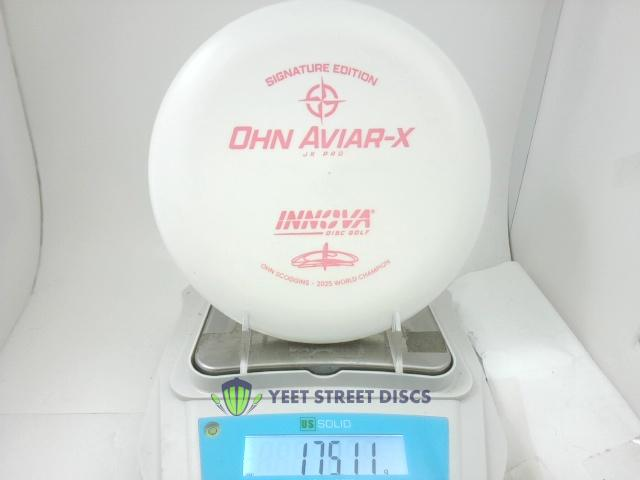 SIGNATURE EDITION
OHN AVIAR-X
JK PRO
INNOVA®
DISC GOLF
OHN SCOGGINS - 2025 WORLD CHAMPION
YEET STREET DISCS
US SOLID
175.11 g